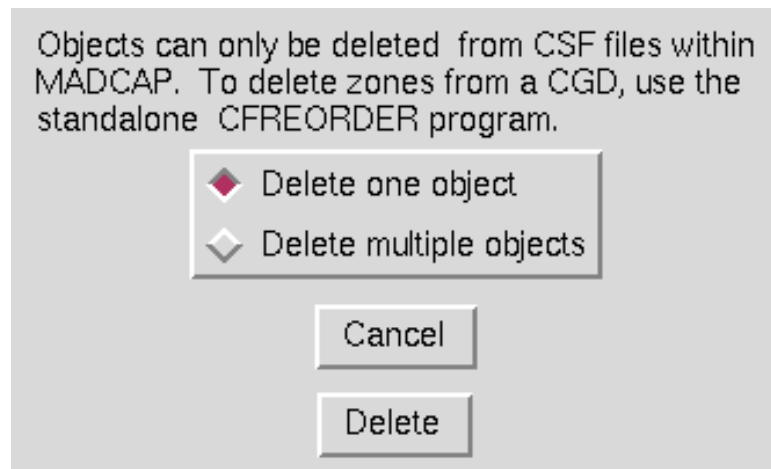 Objects can only be deleted from CSF files within
MADCAP. To delete zones from a CGD, use the
standalone CFREORDER program.
Delete one object
Delete multiple objects
Cancel
Delete